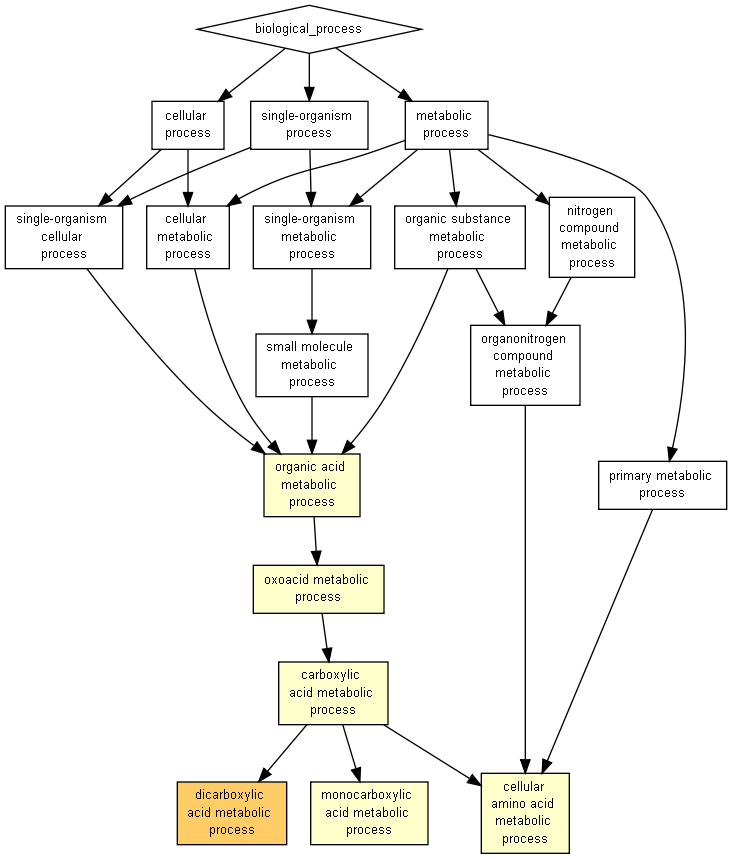 biological_process
cellular
process
single-organism
process
metabolic
process
single-organism
cellular
process
cellular
metabolic
process
single-organism
metabolic
process
organic substance
metabolic
process
nitrogen
compound
metabolic
process
small molecule
metabolic
process
organonitrogen
compound
metabolic
process
organic acid
metabolic
process
primary metabolic
process
oxoacid metabolic
process
carboxylic
acid metabolic
process
dicarboxylic
acid metabolic
process
monocarboxylic
acid metabolic
process
cellular
amino acid
metabolic
process